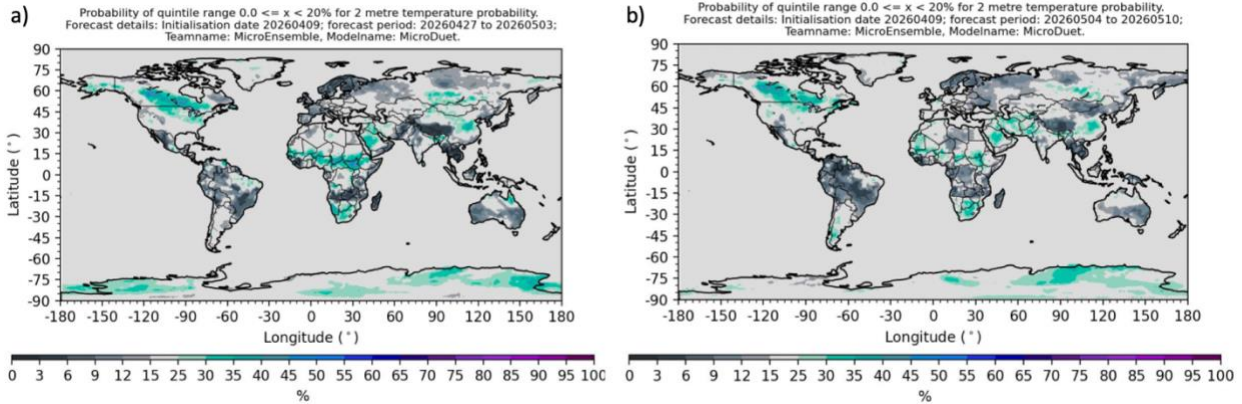 a)
Probability of quintile range 0.0 <= x < 20% for 2 metre temperature probability.
Forecast details: Initialisation date 20260409; forecast period: 20260427 to 20260503;
Teamname: MicroEnsemble, Modelname: MicroDuet.
90
75
60
45
30
15
0
-15
-30
-45
-60
-75
-90
Latitude (°)
-180 -150 -120 -90 -60 -30 0 30 60 90 120 150 180
Longitude (°)
0 3 6 9 12 15 25 30 35 40 45 50 55 60 65 70 75 80 85 90 95 100
%
b)
Probability of quintile range 0.0 <= x < 20% for 2 metre temperature probability.
Forecast details: Initialisation date 20260409; forecast period: 20260504 to 20260510;
Teamname: MicroEnsemble, Modelname: MicroDuet.
90
75
60
45
30
15
0
-15
-30
-45
-60
-75
-90
Latitude (°)
-180 -150 -120 -90 -60 -30 0 30 60 90 120 150 180
Longitude (°)
0 3 6 9 12 15 25 30 35 40 45 50 55 60 65 70 75 80 85 90 95 100
%